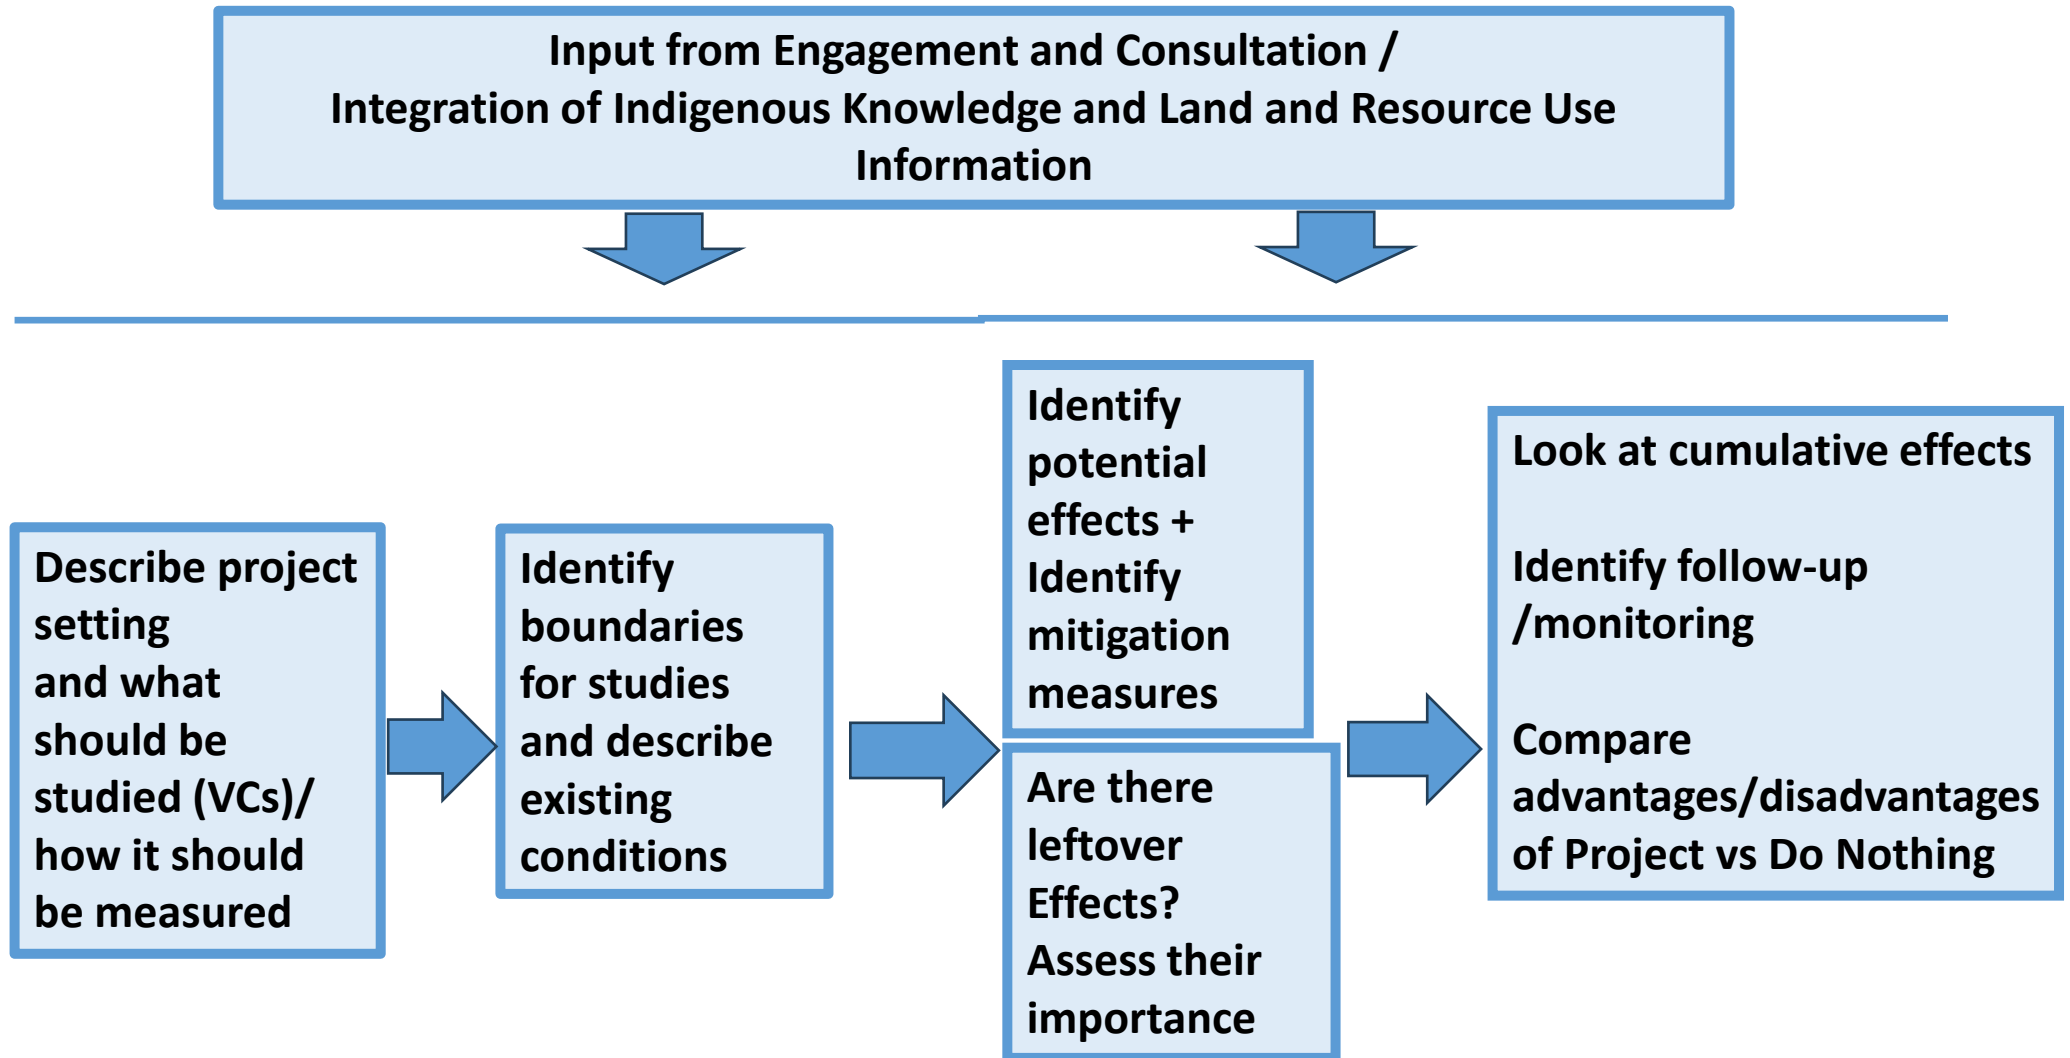 Input from Engagement and Consultation /
Integration of Indigenous Knowledge and Land and Resource Use
Information
Describe project
setting
and what
should be
studied (VCs)/
how it should
be measured
Identify
boundaries
for studies
and describe
existing
conditions
Identify
potential
effects +
Identify
mitigation
measures
Are there
leftover
Effects?
Assess their
importance
Look at cumulative effects
Identify follow-up
/monitoring
Compare
advantages/disadvantages
of Project vs Do Nothing